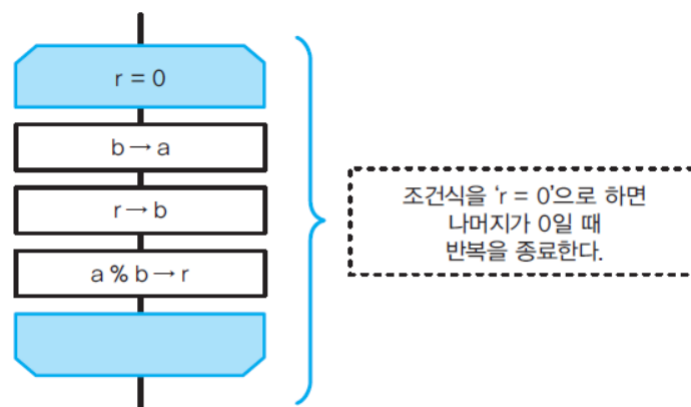 r = 0
b → a
r → b
a % b → r
조건식을 ‘r = 0’으로 하면
나머지가 0일 때
반복을 종료한다.